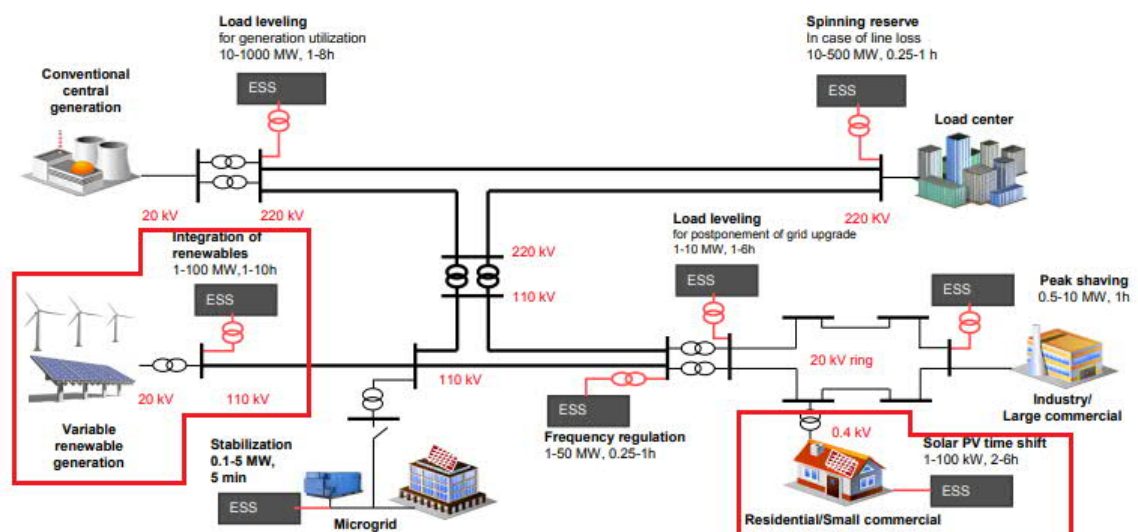 Load leveling
for generation utilization
10-1000 MW, 1-8h
ESS
Spinning reserve
In case of line loss
10-500 MW, 0.25-1 h
ESS
Conventional
central
generation
Load center
20 kV
220 kV
220 KV
Integration of
renewables
1-100 MW,1-10h
ESS
220 kV
110 kV
Load leveling
for postponement of grid upgrade
1-10 MW, 1-6h
ESS
Peak shaving
0.5-10 MW, 1h
ESS
20 kV
110 kV
110 kV
20 kV ring
Variable
renewable
generation
Industry/
Large commercial
ESS
Frequency regulation
1-50 MW, 0.25-1h
Stabilization
0.1-5 MW,
5 min
ESS
Microgrid
0.4 kV
Solar PV time shift
1-100 kW, 2-6h
ESS
Residential/Small commercial